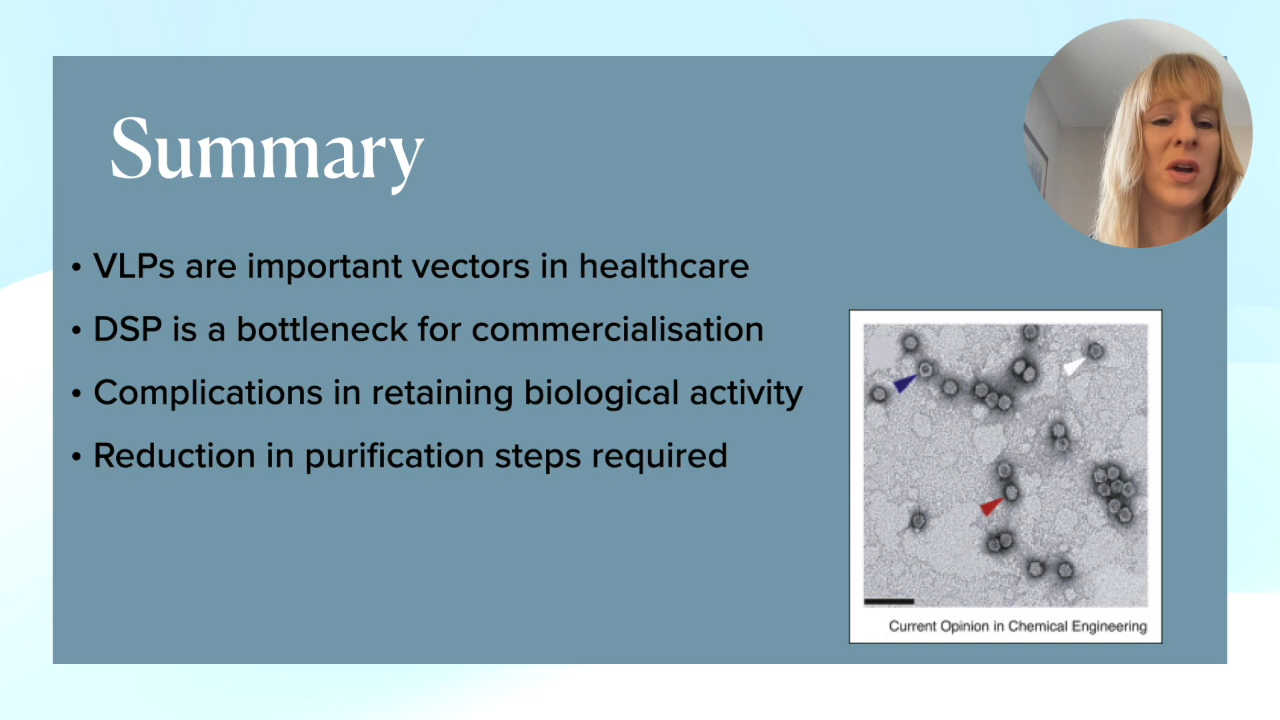 Summary
• VLPs are important vectors in healthcare
• DSP is a bottleneck for commercialisation
• Complications in retaining biological activity
• Reduction in purification steps required
Current Opinion in Chemical Engineering